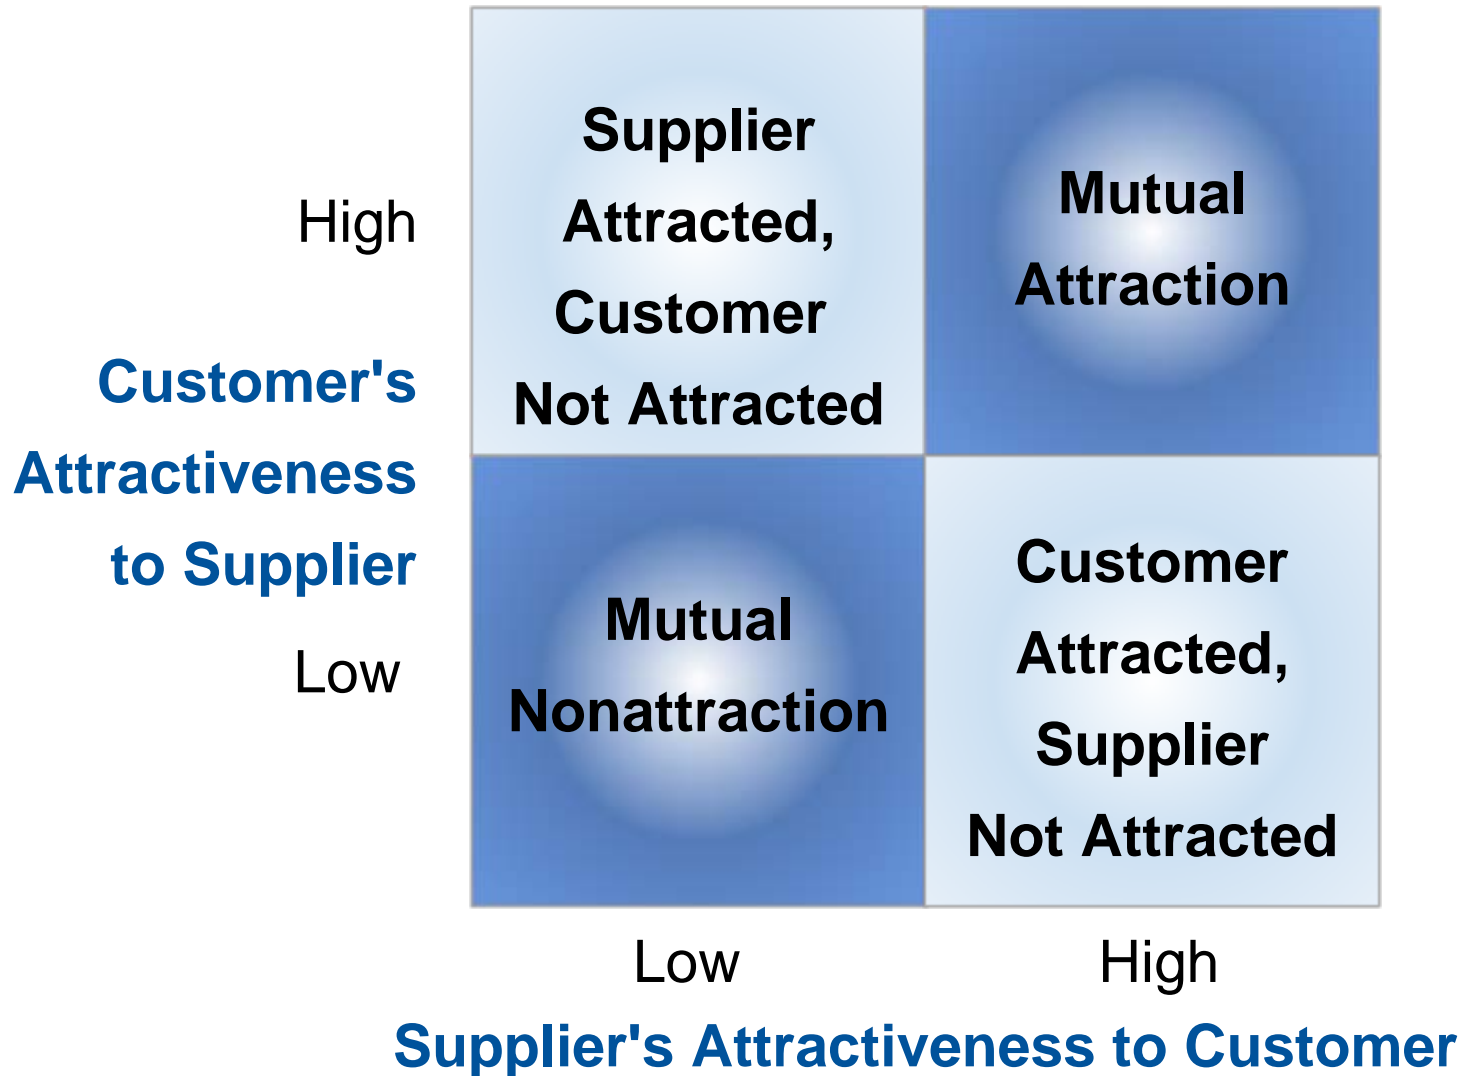 Supplier
Attracted,
Customer
Not Attracted
Mutual
Attraction
High
Customer's
Attractiveness
to Supplier
Low
Mutual
Nonattraction
Customer
Attracted,
Supplier
Not Attracted
Low
High
Supplier's Attractiveness to Customer